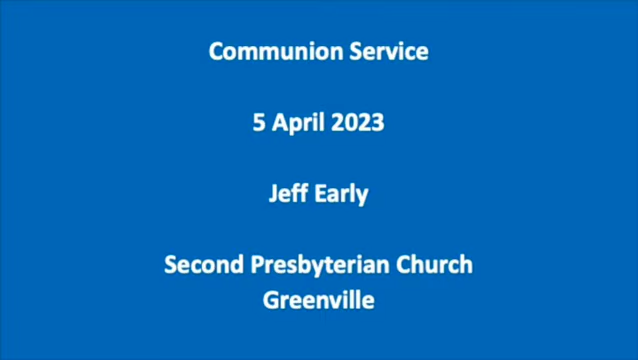 Communion Service
5 April 2023
Jeff Early
Second Presbyterian Church
Greenville